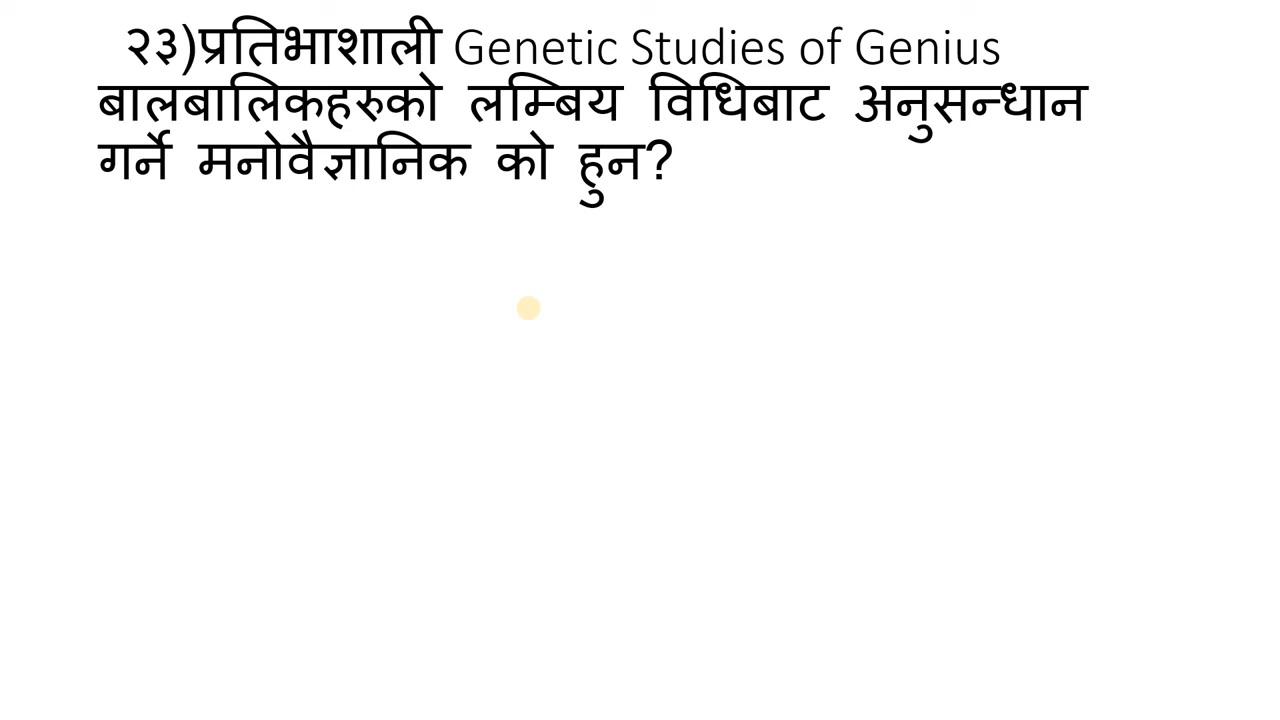 २३)प्रतिभाशाली Genetic Studies of Genius
बालबालिकहरुको लम्बिय विधिबाट अनुसन्धान
गर्ने मनोवैज्ञानिक को हुन?